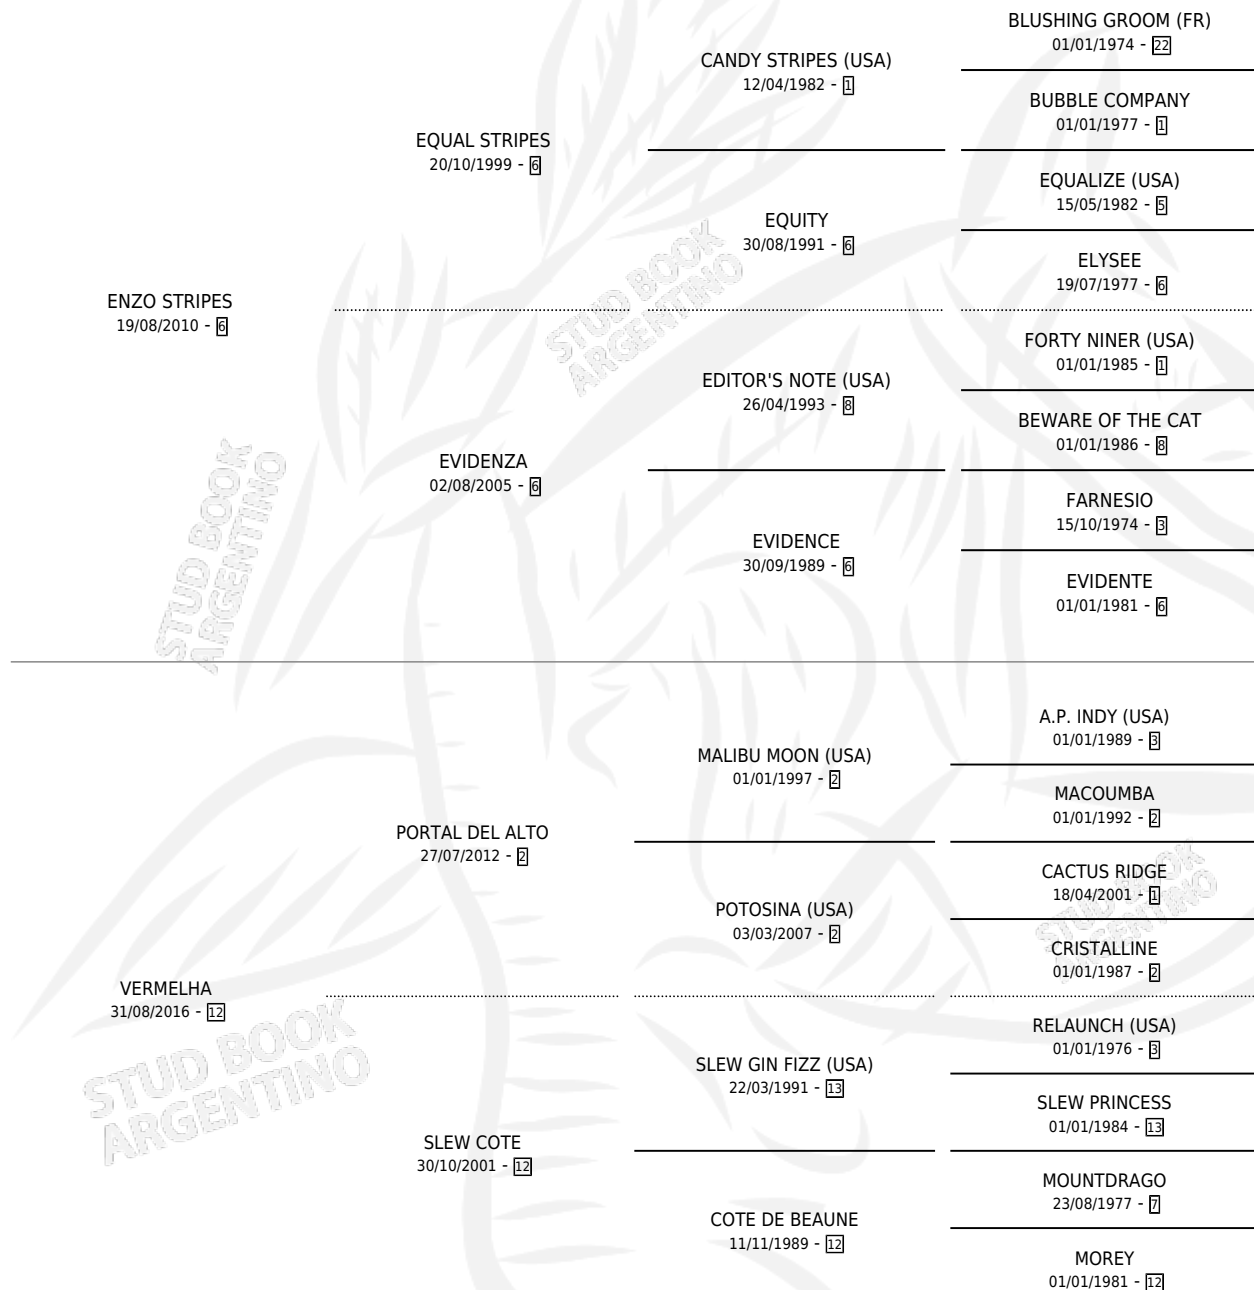 BLUSHING GROOM (FR)
01/01/1974 - 22
CANDY STRIPES (USA)
12/04/1982 - 1
BUBBLE COMPANY
01/01/1977 - 1
EQUAL STRIPES
20/10/1999 - 6
EQUALIZE (USA)
15/05/1982 - 5
EQUITY
30/08/1991 - 6
ELYSEE
19/07/1977 - 6
ENZO STRIPES
19/08/2010 - 6
FORTY NINER (USA)
01/01/1985 - 1
EDITOR'S NOTE (USA)
26/04/1993 - 8
BEWARE OF THE CAT
01/01/1986 - 8
EVIDENZA
02/08/2005 - 6
FARNESIO
15/10/1974 - 3
EVIDENCE
30/09/1989 - 6
EVIDENTE
01/01/1981 - 6
A.P. INDY (USA)
01/01/1989 - 3
MALIBU MOON (USA)
01/01/1997 - 2
MACOUMBA
01/01/1992 - 2
PORTAL DEL ALTO
27/07/2012 - 2
CACTUS RIDGE
18/04/2001 - 1
POTOSINA (USA)
03/03/2007 - 2
CRISTALLINE
01/01/1987 - 2
VERMELHA
31/08/2016 - 12
RELAUNCH (USA)
01/01/1976 - 3
SLEW GIN FIZZ (USA)
22/03/1991 - 13
SLEW PRINCESS
01/01/1984 - 13
SLEW COTE
30/10/2001 - 12
MOUNTDRAGO
23/08/1977 - 7
COTE DE BEAUNE
11/11/1989 - 12
MOREY
01/01/1981 - 12
STUD BOOK
ARGENTINO
STUD BOOK
ARGENTINO
STUD BOOK
ARGENTINO
STUD BOOK
ARGENTINO